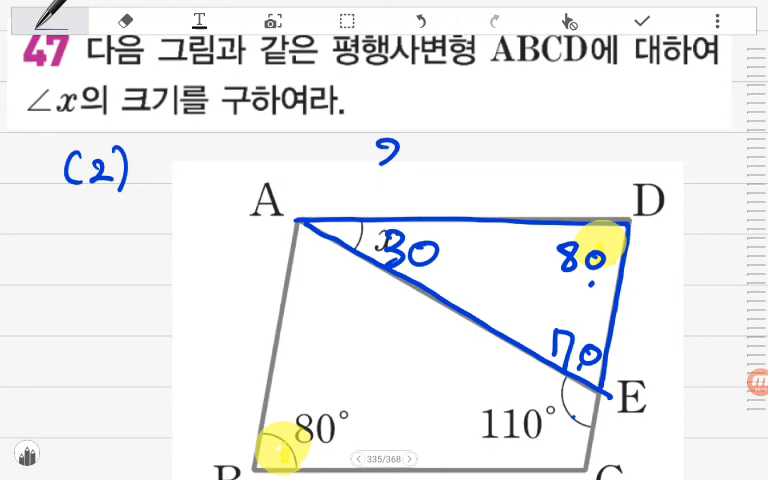 47 다음 그림과 같은 평행사변형 ABCD에 대하여
∠x의 크기를 구하여라.
(2)
A D
x 30 80
70
E
80° 110°
335/368
B C